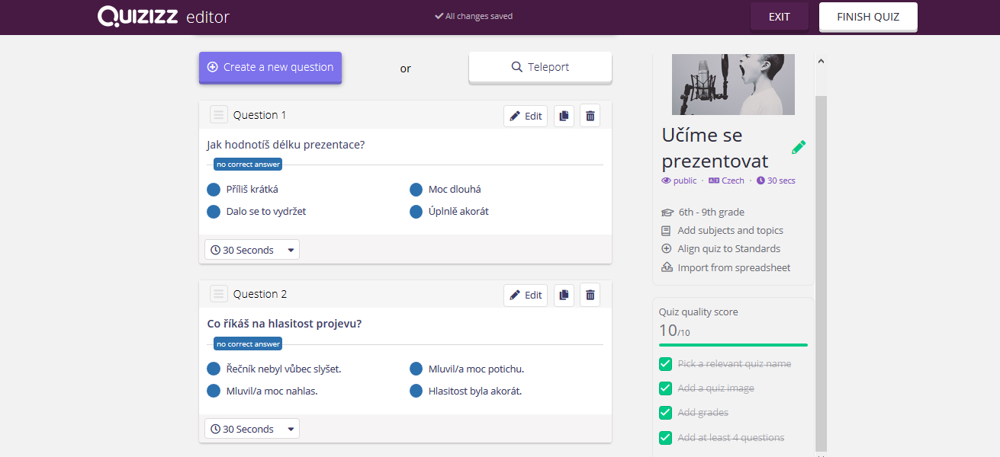 QUIZIZZ editor
All changes saved
EXIT
FINISH QUIZ
Create a new question
or
Teleport
Question 1
Edit
Jak hodnotíš délku prezentace?
no correct answer
Příliš krátká
Moc dlouhá
Dalo se to vydržet
Úplně akorát
30 Seconds
Question 2
Edit
Co říkáš na hlasitost projevu?
no correct answer
Řečník nebyl vůbec slyšet.
Mluvil/a moc potichu.
Mluvil/a moc nahlas.
Hlasitost byla akorát.
30 Seconds
Učíme se
prezentovat
public · Czech · 30 secs
6th - 9th grade
Add subjects and topics
Align quiz to Standards
Import from spreadsheet
Quiz quality score
10/10
Pick a relevant quiz name
Add a quiz image
Add grades
Add at least 4 questions